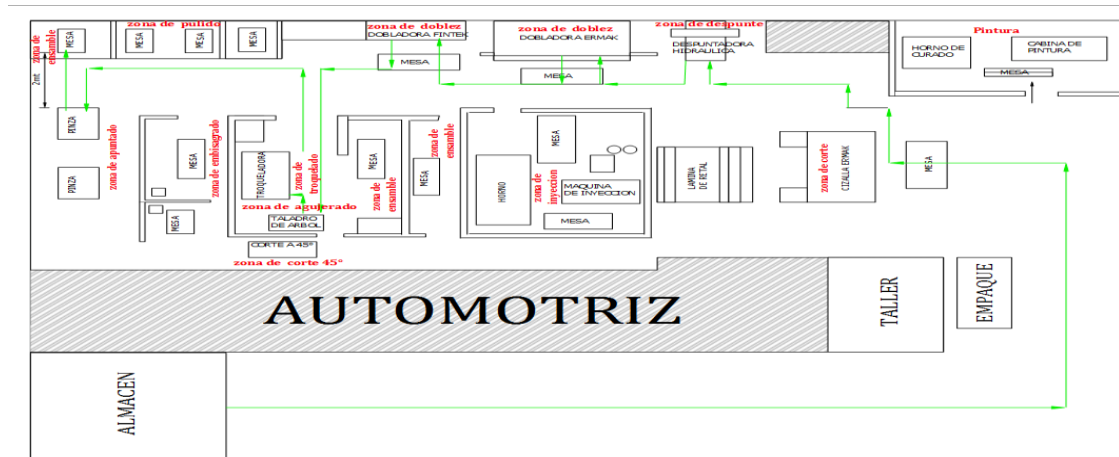 zona de pulido
zona de
ensamble
MESA
MESA
MESA
MESA
zona de doblez
DOBLADORA FINTEK
MESA
zona de doblez
DOBLADORA ERMAK
MESA
zona de despunte
DESPUNTADORA
HIDRAULICA
Pintura
HORNO DE
CURADO
CABINA DE
PINTURA
MESA
2mt
PINZA
PINZA
zona de apuntado
MESA
MESA
zona de embisagrado
TROQUELADORA
zona de
troquelado
zona de agujerado
TALADRO
DE ARBOL
CORTE A 45°
zona de corte 45°
MESA
zona de
ensamble
MESA
zona de
ensamble
HORNO
zona de
inyeccion
MESA
MAQUINA
DE INYECCION
MESA
LAMINA
DE RETAL
zona de corte
CIZALLA ERMAK
MESA
AUTOMOTRIZ
TALLER
EMPAQUE
ALMACEN